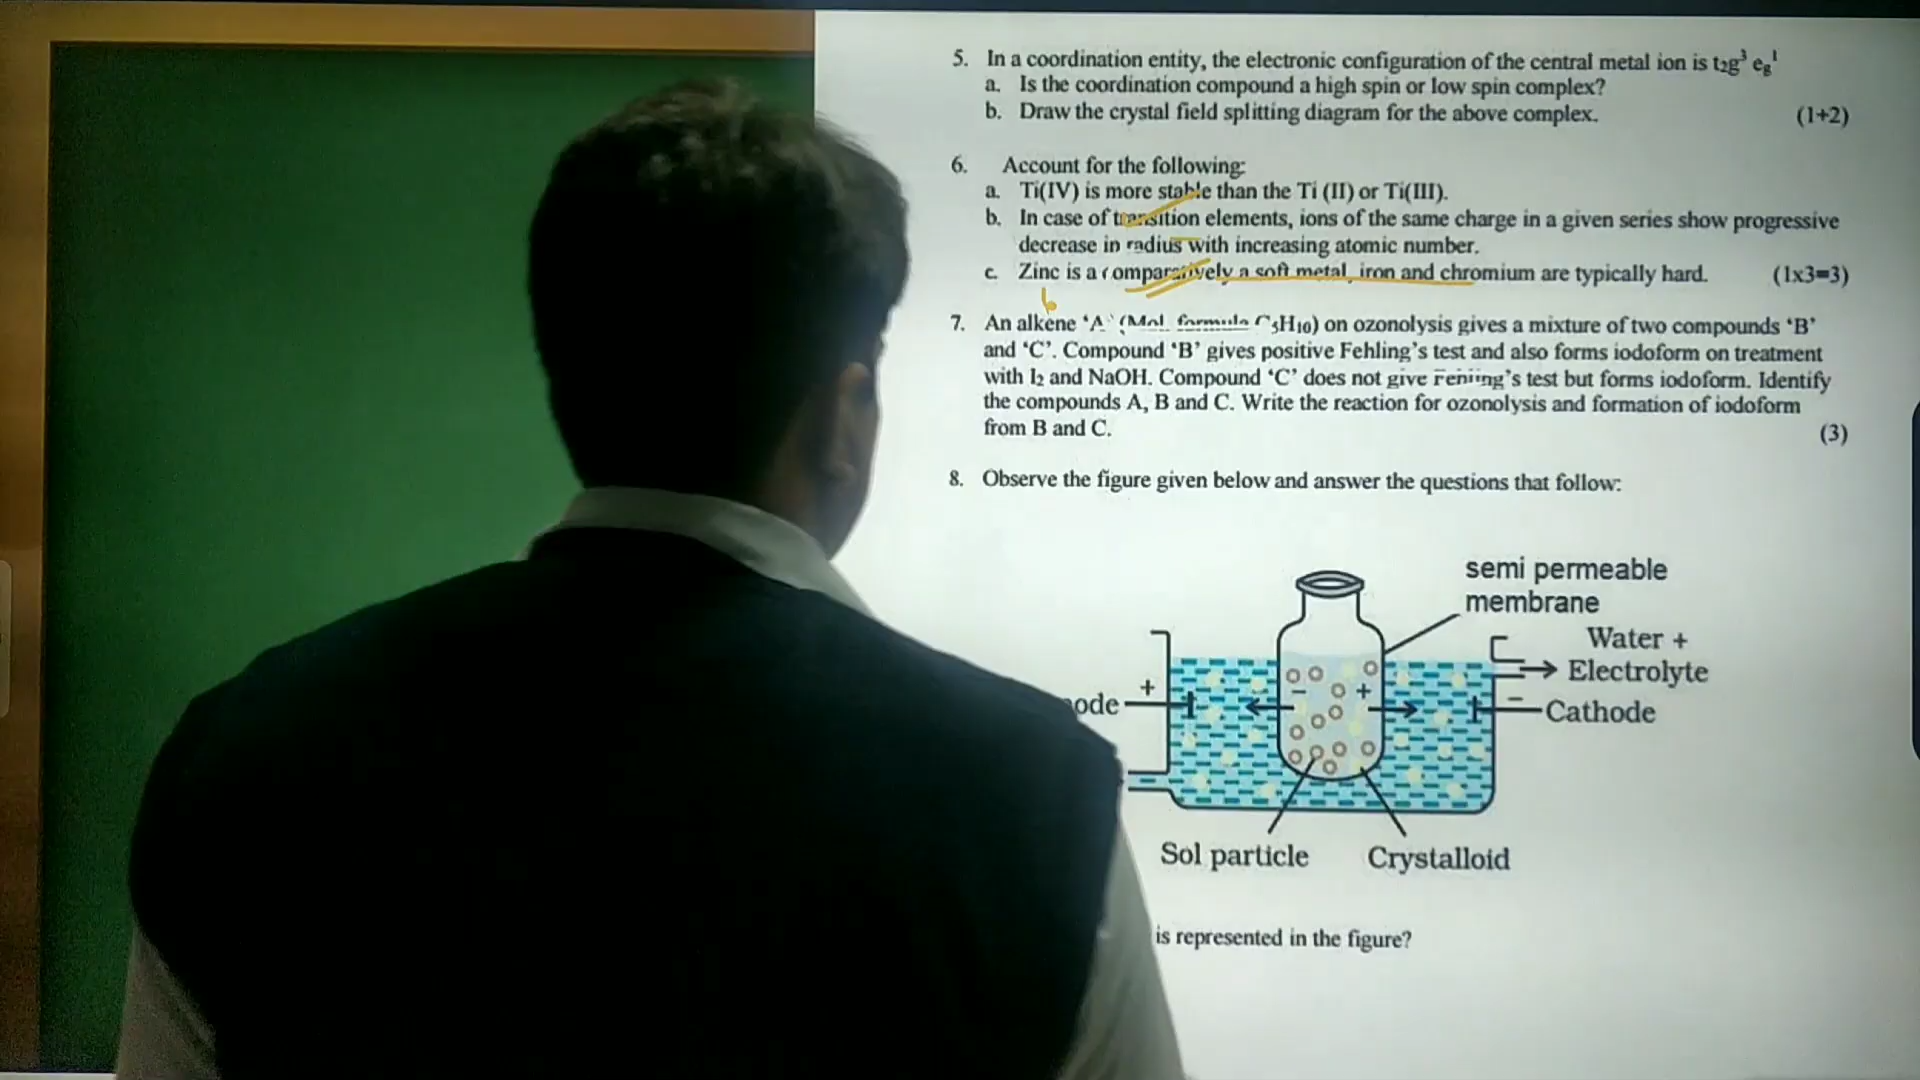 5. In a coordination entity, the electronic configuration of the central metal ion is t₂g³ eg¹
a. Is the coordination compound a high spin or low spin complex?
b. Draw the crystal field splitting diagram for the above complex. (1+2)
6. Account for the following:
a. Ti(IV) is more stable than the Ti (II) or Ti(III).
b. In case of transition elements, ions of the same charge in a given series show progressive
decrease in radius with increasing atomic number.
c. Zinc is a comparatively a soft metal, iron and chromium are typically hard. (1x3=3)
7. An alkene ‘A’ (Mol. formula C₅H₁₀) on ozonolysis gives a mixture of two compounds ‘B’
and ‘C’. Compound ‘B’ gives positive Fehling’s test and also forms iodoform on treatment
with I₂ and NaOH. Compound ‘C’ does not give Fehling’s test but forms iodoform. Identify
the compounds A, B and C. Write the reaction for ozonolysis and formation of iodoform
from B and C. (3)
8. Observe the figure given below and answer the questions that follow:
semi permeable
membrane
Water +
Electrolyte
+
ode
−
+
−
Cathode
Sol particle
Crystalloid
is represented in the figure?